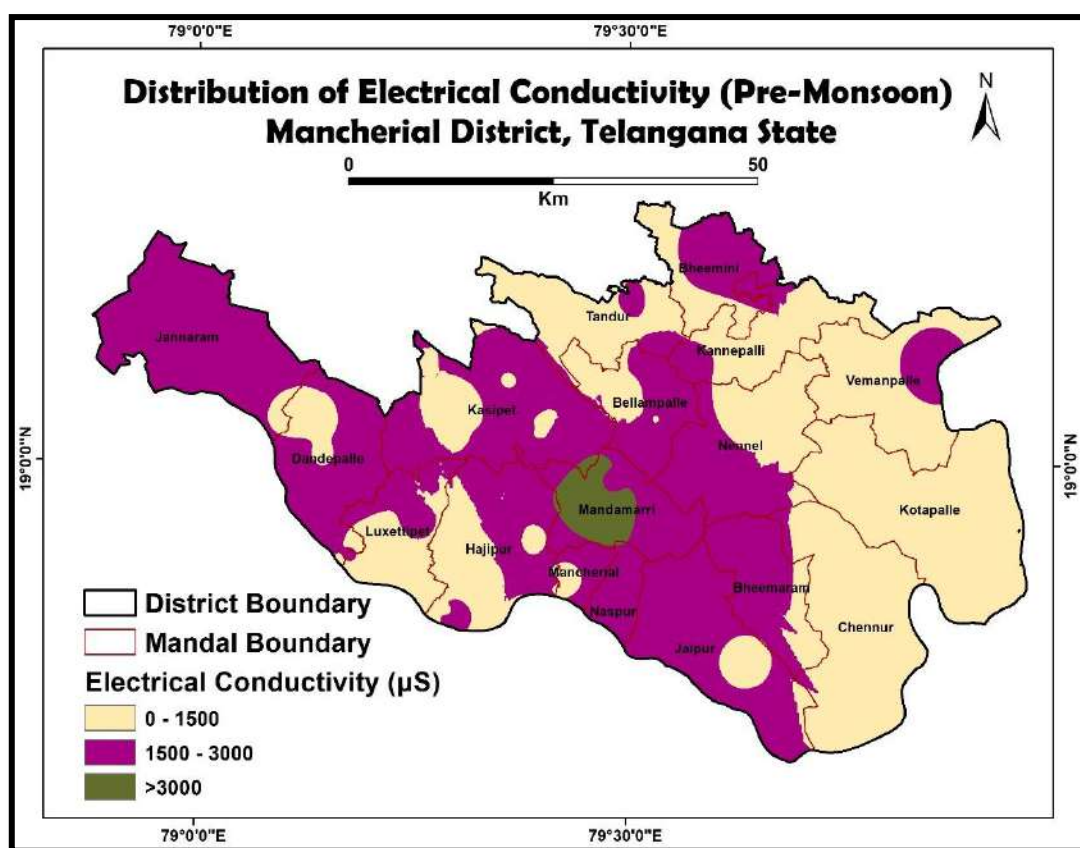 79°0'0"E
79°30'0"E
Distribution of Electrical Conductivity (Pre-Monsoon)
Mancherial District, Telangana State
N
0
50
Km
Bheemini
Tandur
Jannaram
Kannepalli
Vemanpalle
Kasipet
Bellampalle
Nennel
Dandepalle
19°0'0"N
19°0'0"N
Mandamarri
Kotapalle
Luxettipet
Hajipur
Mancherial
Bheemaram
Naspur
Chennur
Jaipur
District Boundary
Mandal Boundary
Electrical Conductivity (µS)
0 - 1500
1500 - 3000
>3000
79°0'0"E
79°30'0"E